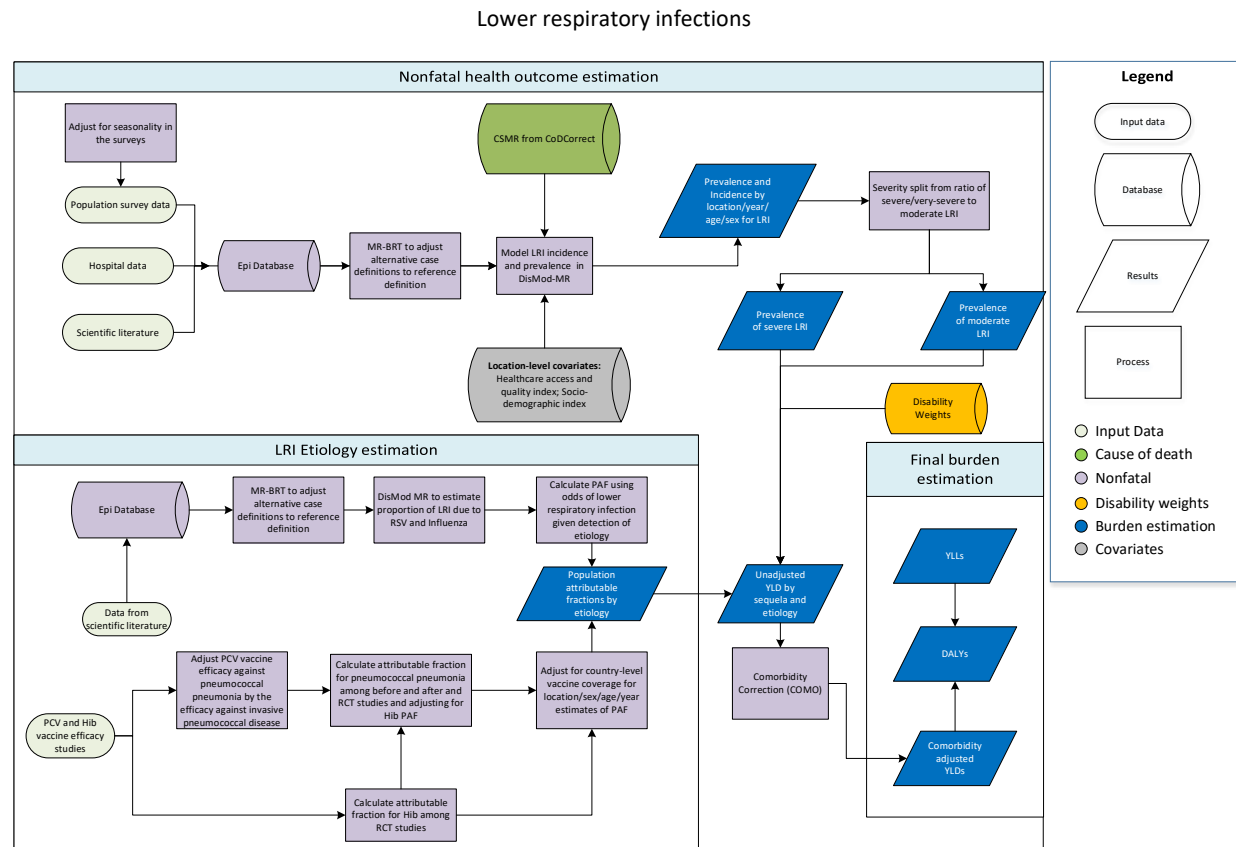 Lower respiratory infections
Nonfatal health outcome estimation
Adjust for seasonality in
the surveys
Population survey data
Hospital data
Scientific literature
Epi Database
MR-BRT to adjust
alternative case
definitions to reference
definition
CSMR from CoDCorrect
Model LRI incidence
and prevalence in
DisMod-MR
Location-level covariates:
Healthcare access and
quality index; Socio-
demographic index
Prevalence and
Incidence by
location/year/
age/sex for LRI
Severity split from ratio of
severe/very-severe to
moderate LRI
Prevalence
of severe LRI
Prevalence
of moderate
LRI
Disability
Weights
LRI Etiology estimation
Epi Database
MR-BRT to adjust
alternative case
definitions to reference
definition
DisMod MR to estimate
proportion of LRI due to
RSV and Influenza
Calculate PAF using
odds of lower
respiratory infection
given detection of
etiology
Data from
scientific literature
Population
attributable
fractions by
etiology
PCV and Hib
vaccine efficacy
studies
Adjust PCV vaccine
efficacy against
pneumococcal
pneumonia by the
efficacy against invasive
pneumococcal disease
Calculate attributable fraction
for pneumococcal pneumonia
among before and after and
RCT studies and adjusting for
Hib PAF
Adjust for country-level
vaccine coverage for
location/sex/age/year
estimates of PAF
Calculate attributable
fraction for Hib among
RCT studies
Unadjusted YLD by
sequela and
etiology
Comorbidity
Correction (COMO)
Final burden
estimation
YLLs
DALYs
Comorbidity
adjusted
YLDs
Legend
Input data
Database
Results
Process
Input Data
Cause of death
Nonfatal
Disability weights
Burden estimation
Covariates